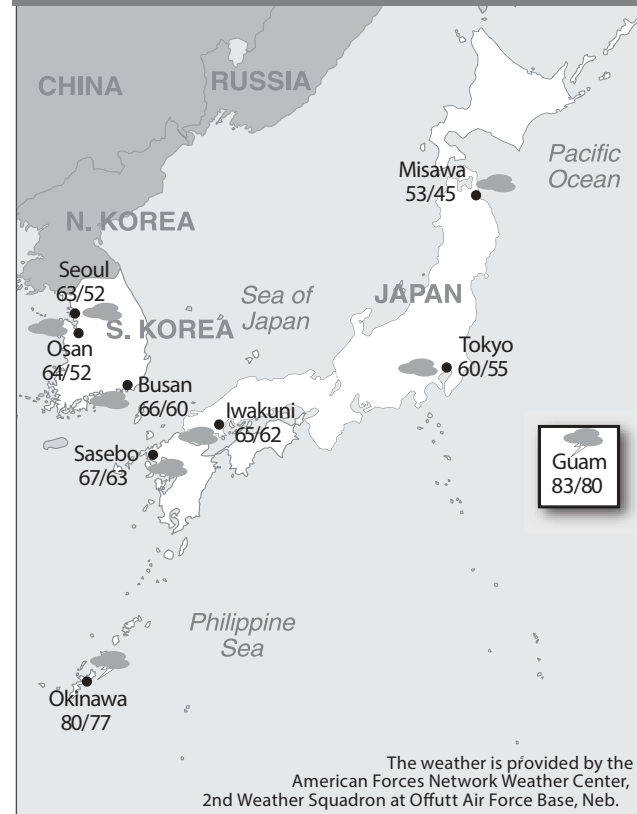 CHINA
RUSSIA
Pacific
Ocean
Misawa
53/45
N. KOREA
Seoul
63/52
Sea of
Japan
JAPAN
S. KOREA
Osan
64/52
Tokyo
60/55
Busan
66/60
Iwakuni
65/62
Sasebo
67/63
Guam
83/80
Philippine
Sea
Okinawa
80/77
The weather is provided by the
American Forces Network Weather Center,
2nd Weather Squadron at Offutt Air Force Base, Neb.